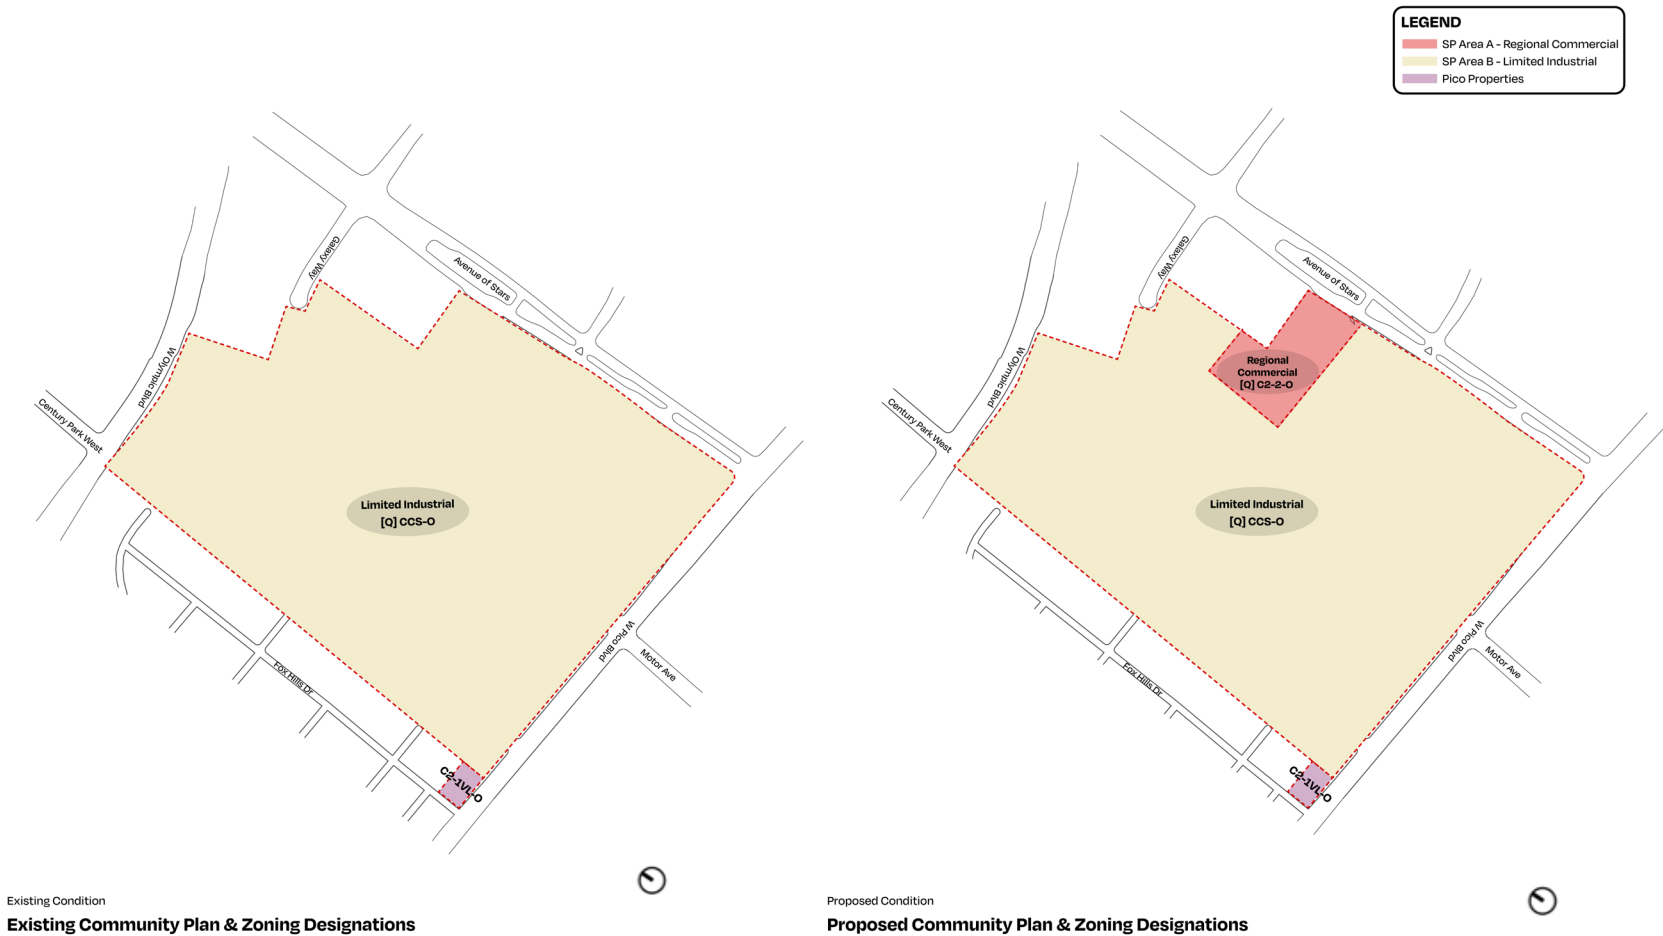 LEGEND
SP Area A - Regional Commercial
SP Area B - Limited Industrial
Pico Properties
Galaxy Way
Avenue of Stars
W Olympic Blvd
Century Park West
Limited Industrial
[Q] CCS-O
W Pico Blvd
Motor Ave
Fox Hills Dr
C2-1VL-O
Existing Condition
Existing Community Plan & Zoning Designations
Galaxy Way
Avenue of Stars
W Olympic Blvd
Regional
Commercial
[Q] C2-2-O
Century Park West
Limited Industrial
[Q] CCS-O
W Pico Blvd
Motor Ave
Fox Hills Dr
C2-1VL-O
Proposed Condition
Proposed Community Plan & Zoning Designations